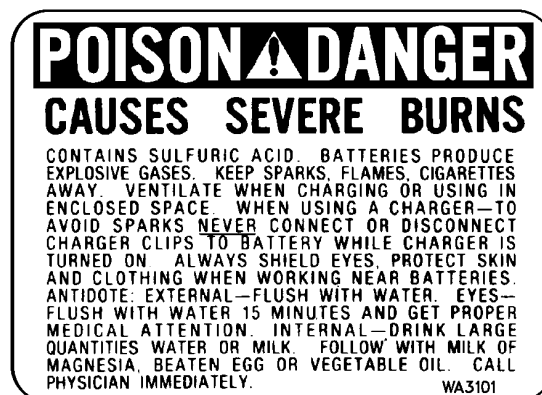 POISON DANGER
CAUSES SEVERE BURNS
CONTAINS SULFURIC ACID. BATTERIES PRODUCE
EXPLOSIVE GASES. KEEP SPARKS, FLAMES, CIGARETTES
AWAY. VENTILATE WHEN CHARGING OR USING IN
ENCLOSED SPACE. WHEN USING A CHARGER—TO
AVOID SPARKS NEVER CONNECT OR DISCONNECT
CHARGER CLIPS TO BATTERY WHILE CHARGER IS
TURNED ON ALWAYS SHIELD EYES, PROTECT SKIN
AND CLOTHING WHEN WORKING NEAR BATTERIES.
ANTIDOTE: EXTERNAL—FLUSH WITH WATER. EYES—
FLUSH WITH WATER 15 MINUTES AND GET PROPER
MEDICAL ATTENTION. INTERNAL—DRINK LARGE
QUANTITIES WATER OR MILK. FOLLOW WITH MILK OF
MAGNESIA, BEATEN EGG OR VEGETABLE OIL. CALL
PHYSICIAN IMMEDIATELY. WA3101